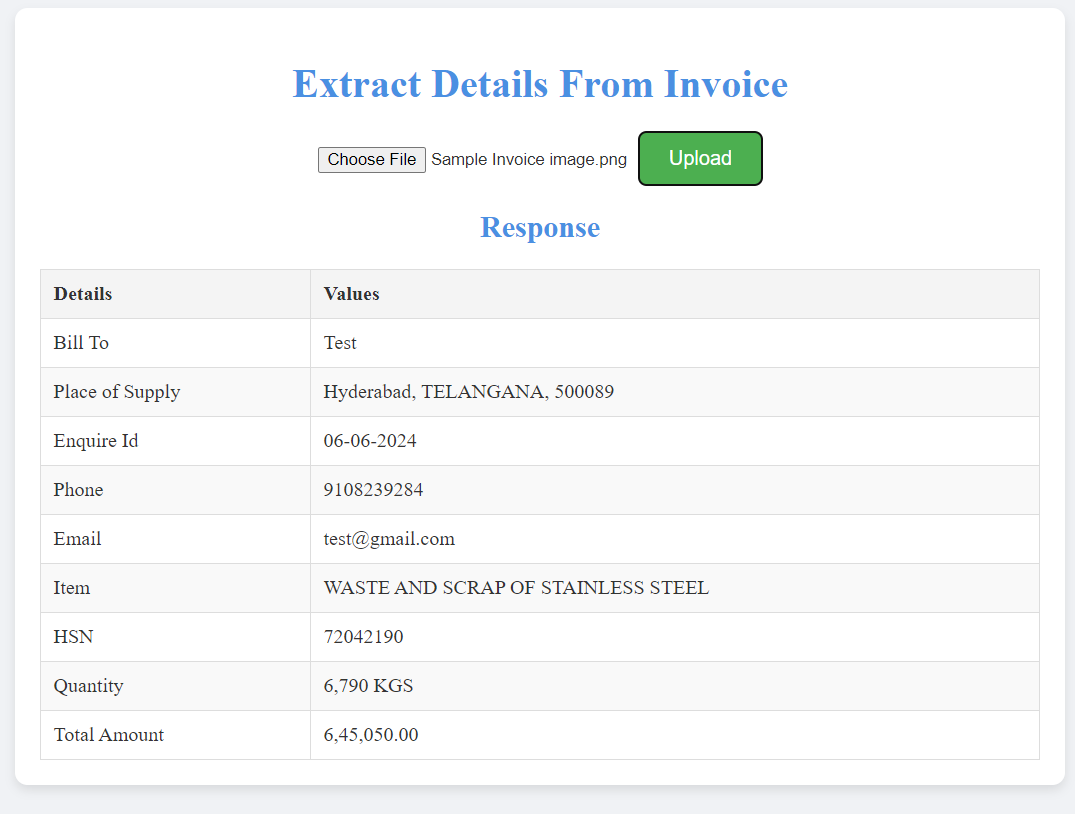 Extract Details From Invoice
Choose File Sample Invoice image.png Upload
Response
Details Values
Bill To Test
Place of Supply Hyderabad, TELANGANA, 500089
Enquire Id 06-06-2024
Phone 9108239284
Email test@gmail.com
Item WASTE AND SCRAP OF STAINLESS STEEL
HSN 72042190
Quantity 6,790 KGS
Total Amount 6,45,050.00